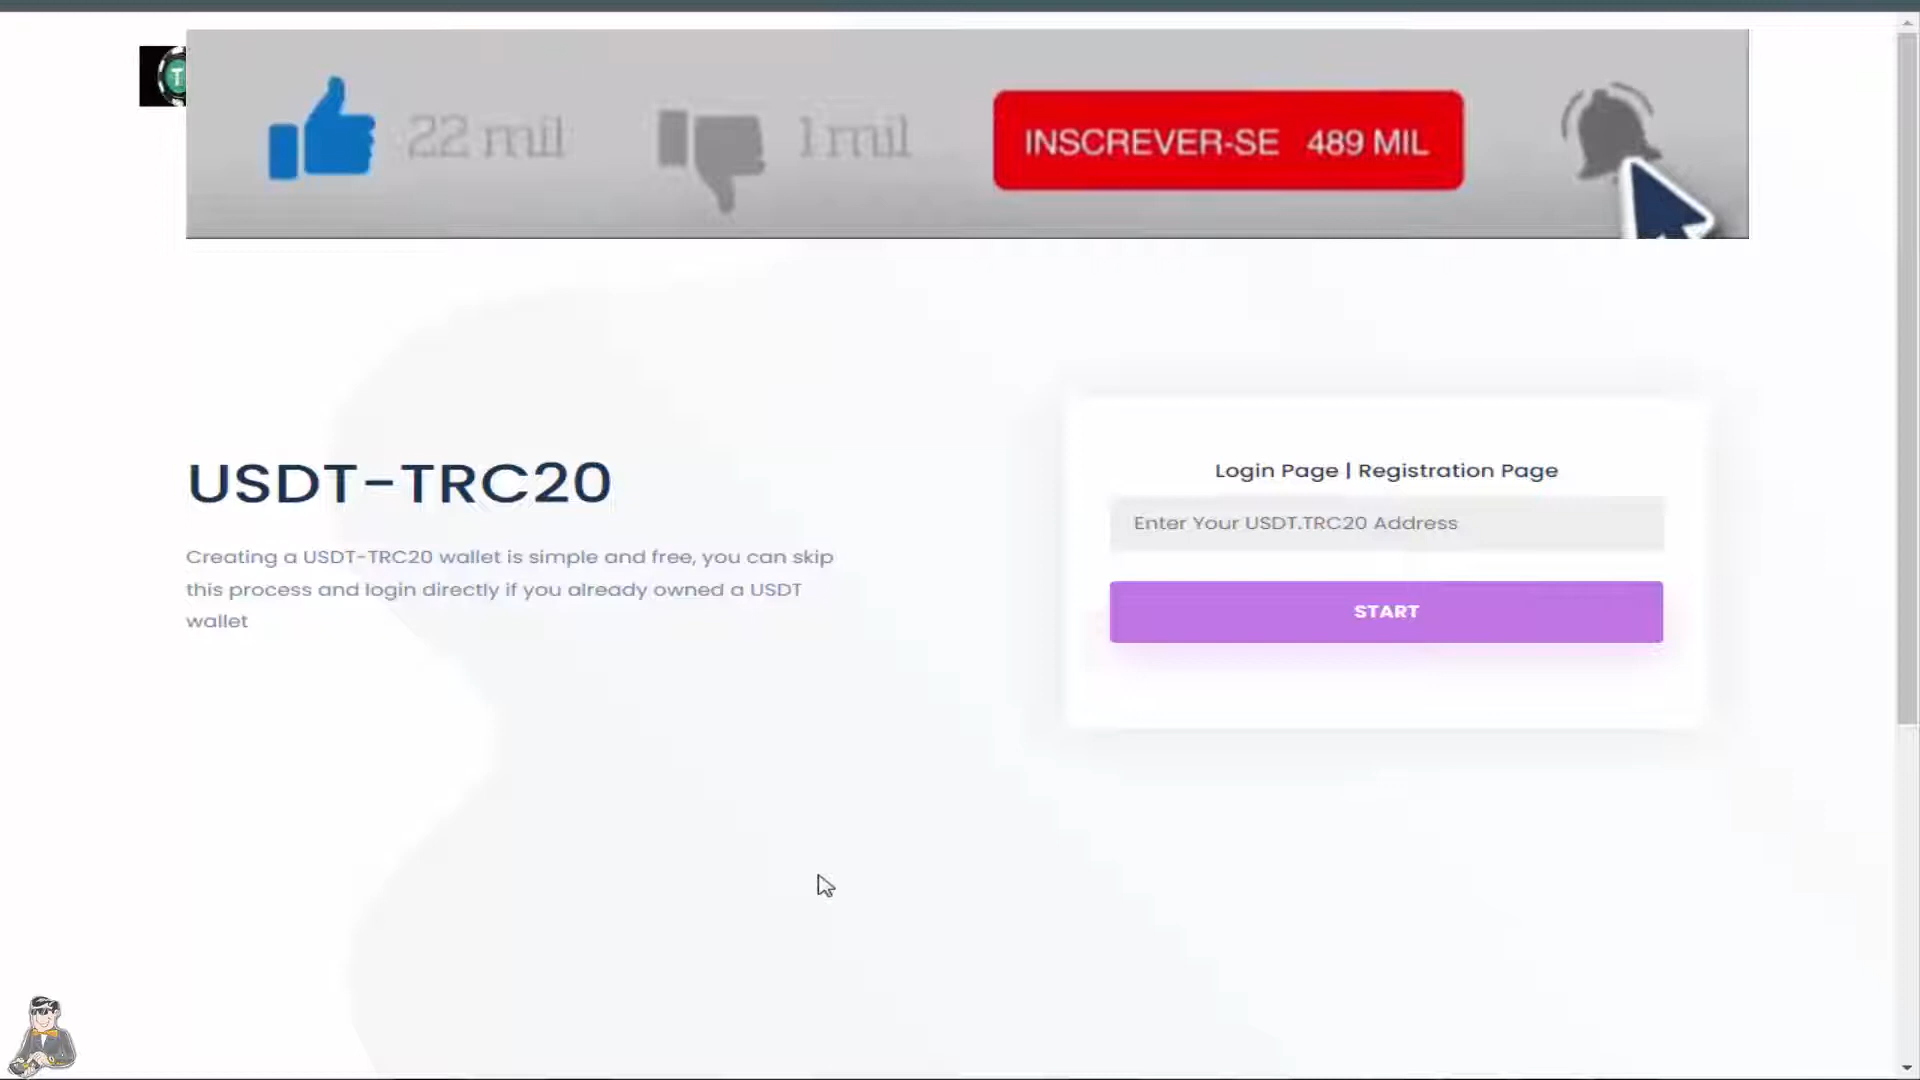 T
22 mil
1 mil
INSCREVER-SE 489 MIL
USDT-TRC20
Creating a USDT-TRC20 wallet is simple and free, you can skip
this process and login directly if you already owned a USDT
wallet
Login Page | Registration Page
Enter Your USDT.TRC20 Address
START